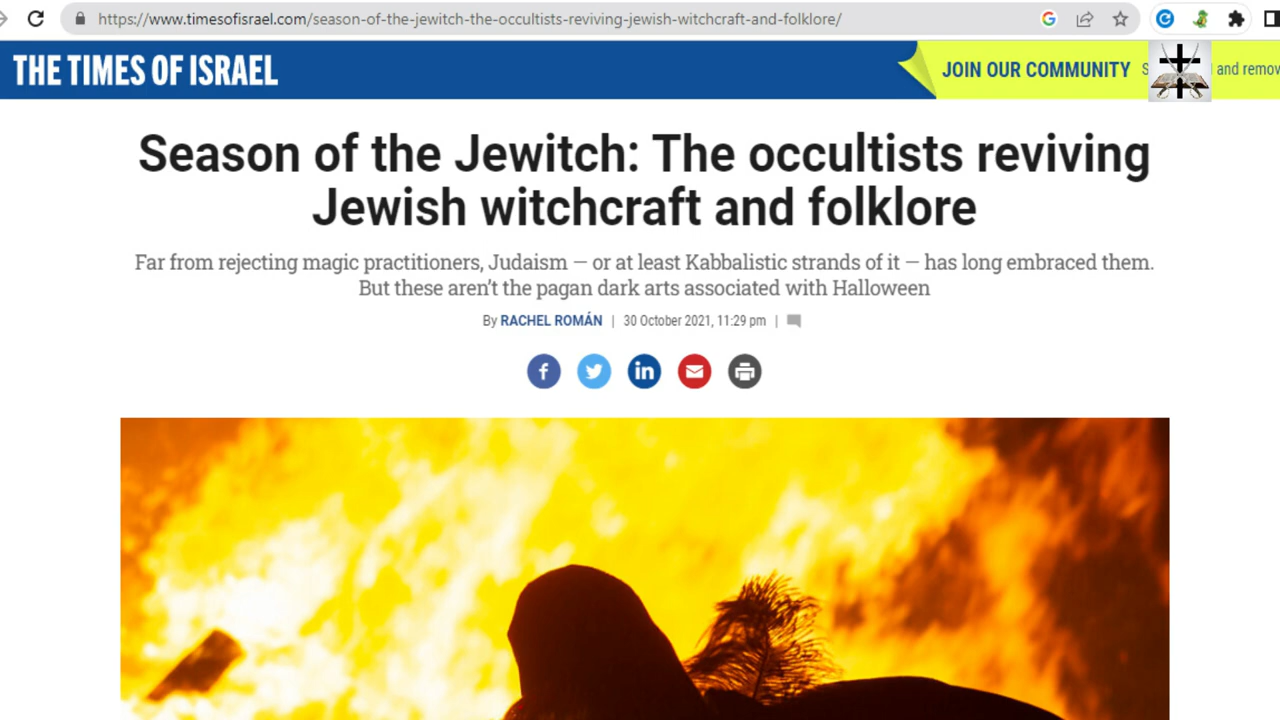 https://www.timesofisrael.com/season-of-the-jewitch-the-occultists-reviving-jewish-witchcraft-and-folklore/
THE TIMES OF ISRAEL
JOIN OUR COMMUNITY and remov
Season of the Jewitch: The occultists reviving
Jewish witchcraft and folklore
Far from rejecting magic practitioners, Judaism — or at least Kabbalistic strands of it — has long embraced them.
But these aren't the pagan dark arts associated with Halloween
By RACHEL ROMÁN | 30 October 2021, 11:29 pm |